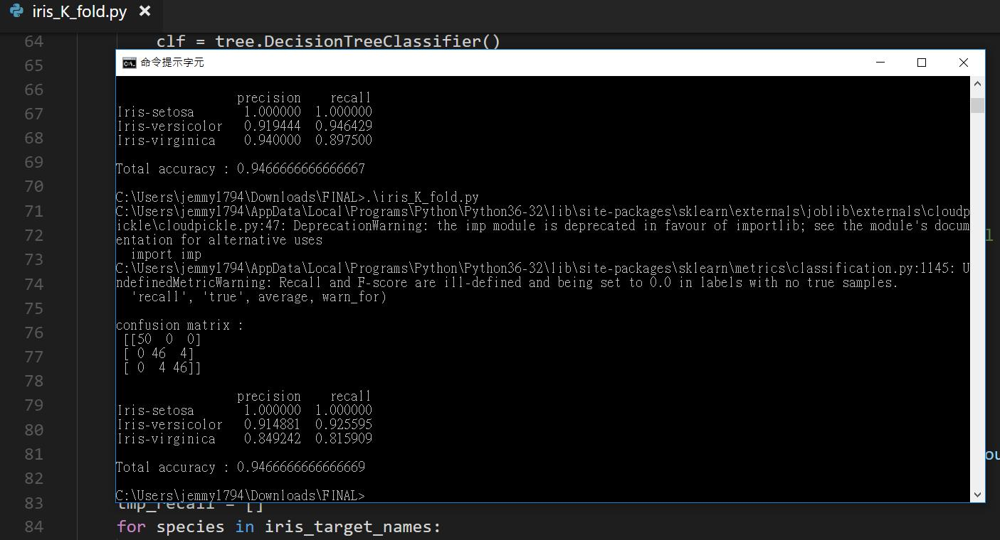 iris_K_fold.py
64 clf = tree.DecisionTreeClassifier()
65
66
67
68
69
70
71
72
73
74
75
76
77
78
79
80
81
82
83 tmp_recall = []
84 for species in iris_target_names:
命令提示字元
precision recall
Iris-setosa 1.000000 1.000000
Iris-versicolor 0.919444 0.946429
Iris-virginica 0.940000 0.897500
Total accuracy : 0.9466666666666667
C:\Users\jemmy1794\Downloads\FINAL>.\iris_K_fold.py
C:\Users\jemmy1794\AppData\Local\Programs\Python\Python36-32\lib\site-packages\sklearn\externals\joblib\externals\cloudp
ickle\cloudpickle.py:47: DeprecationWarning: the imp module is deprecated in favour of importlib; see the module's docum
entation for alternative uses
import imp
C:\Users\jemmy1794\AppData\Local\Programs\Python\Python36-32\lib\site-packages\sklearn\metrics\classification.py:1145: U
ndefinedMetricWarning: Recall and F-score are ill-defined and being set to 0.0 in labels with no true samples.
'recall', 'true', average, warn_for)
confusion matrix :
[[50 0 0]
[ 0 46 4]
[ 0 4 46]]
precision recall
Iris-setosa 1.000000 1.000000
Iris-versicolor 0.914881 0.925595
Iris-virginica 0.849242 0.815909
Total accuracy : 0.9466666666666669
C:\Users\jemmy1794\Downloads\FINAL>